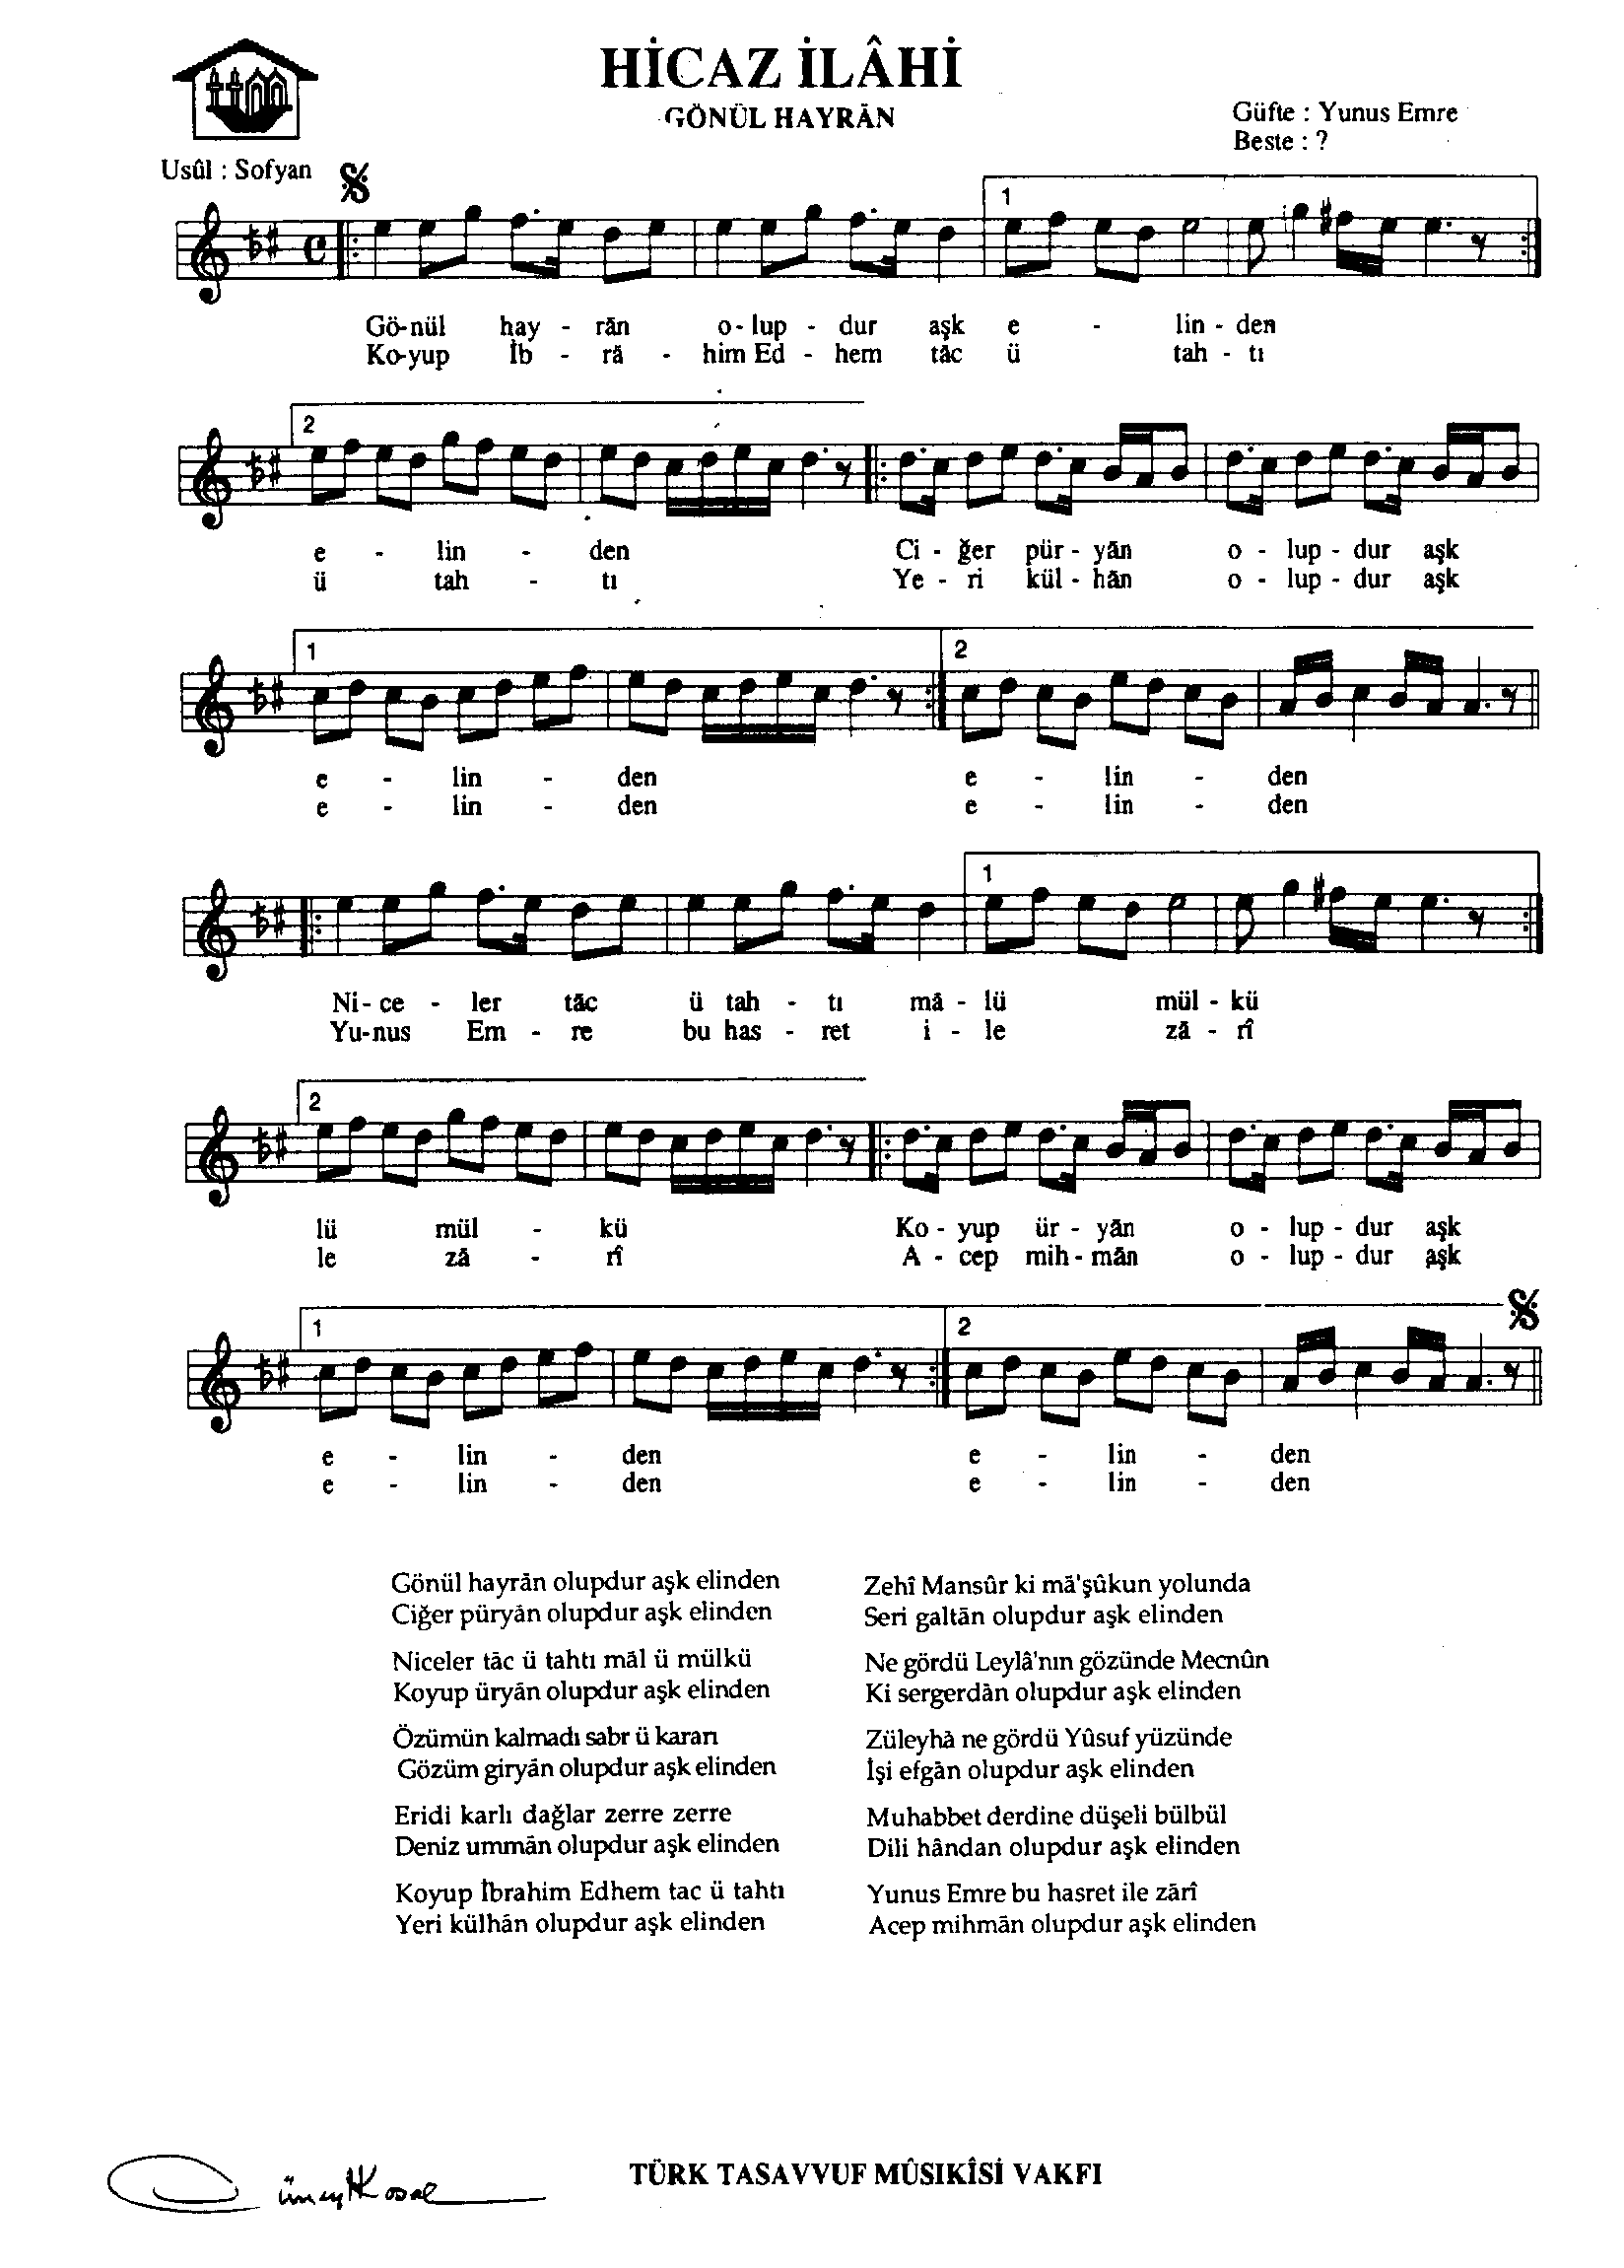 HİCAZ İLÂHİ
GÖNÜL HAYRĀN
Güfte : Yunus Emre
Beste : ?
Usûl : Sofyan
1
Gö-nül hay - rān o- lup - dur aşk e - lin - den
Ko-yup İb - rā - him Ed - hem tāc ü tah - tı
2
e - lin - den Ci - ğer pür - yān o - lup - dur aşk
ü tah - tı Ye - ri kül - hān o - lup - dur aşk
1 2
e - lin - den e - lin - den
e - lin - den e - lin - den
1
Ni - ce - ler tāc ü tah - tı mā - lü mül - kü
Yu-nus Em - re bu has - ret i - le zā - rî
2
lü mül - kü Ko - yup ür - yān o - lup - dur aşk
le zā - rî A - cep mih - mān o - lup - dur aşk
1 2
e - lin - den e - lin - den
e - lin - den e - lin - den
Gönül hayrān olupdur aşk elinden
Ciğer püryān olupdur aşk elinden
Niceler tāc ü tahtı māl ü mülkü
Koyup üryān olupdur aşk elinden
Özümün kalmadı sabr ü kararı
Gözüm giryān olupdur aşk elinden
Eridi karlı dağlar zerre zerre
Deniz ummān olupdur aşk elinden
Koyup İbrahim Edhem tac ü tahtı
Yeri külhān olupdur aşk elinden
Zehî Mansûr ki mā'şûkun yolunda
Seri galtān olupdur aşk elinden
Ne gördü Leylâ'nın gözünde Mecnûn
Ki sergerdān olupdur aşk elinden
Züleyhā ne gördü Yûsuf yüzünde
İşi efgān olupdur aşk elinden
Muhabbet derdine düşeli bülbül
Dili hândan olupdur aşk elinden
Yunus Emre bu hasret ile zārî
Acep mihmān olupdur aşk elinden
TÜRK TASAVVUF MÛSIKÎSİ VAKFI